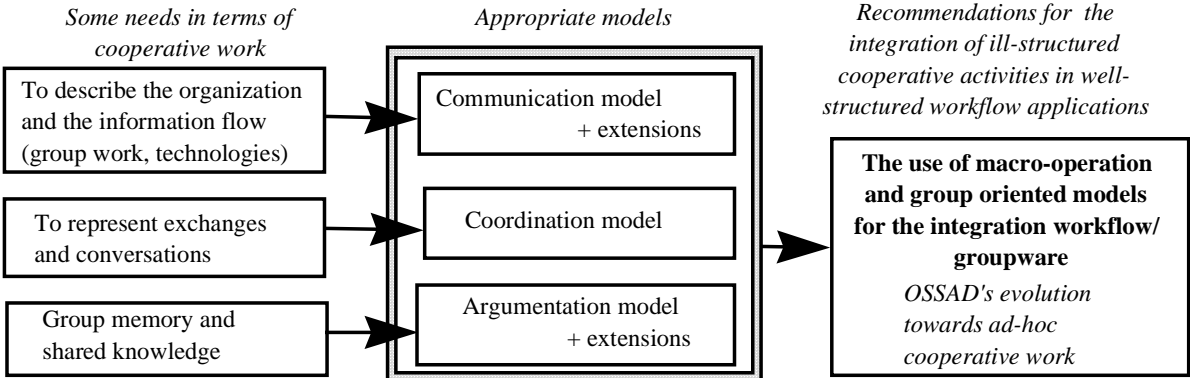 Some needs in terms of
cooperative work
To describe the organization
and the information flow
(group work, technologies)
To represent exchanges
and conversations
Group memory and
shared knowledge
Appropriate models
Communication model
+ extensions
Coordination model
Argumentation model
+ extensions
Recommendations for the
integration of ill-structured
cooperative activities in well-
structured workflow applications
The use of macro-operation
and group oriented models
for the integration workflow/
groupware
OSSAD's evolution
towards ad-hoc
cooperative work